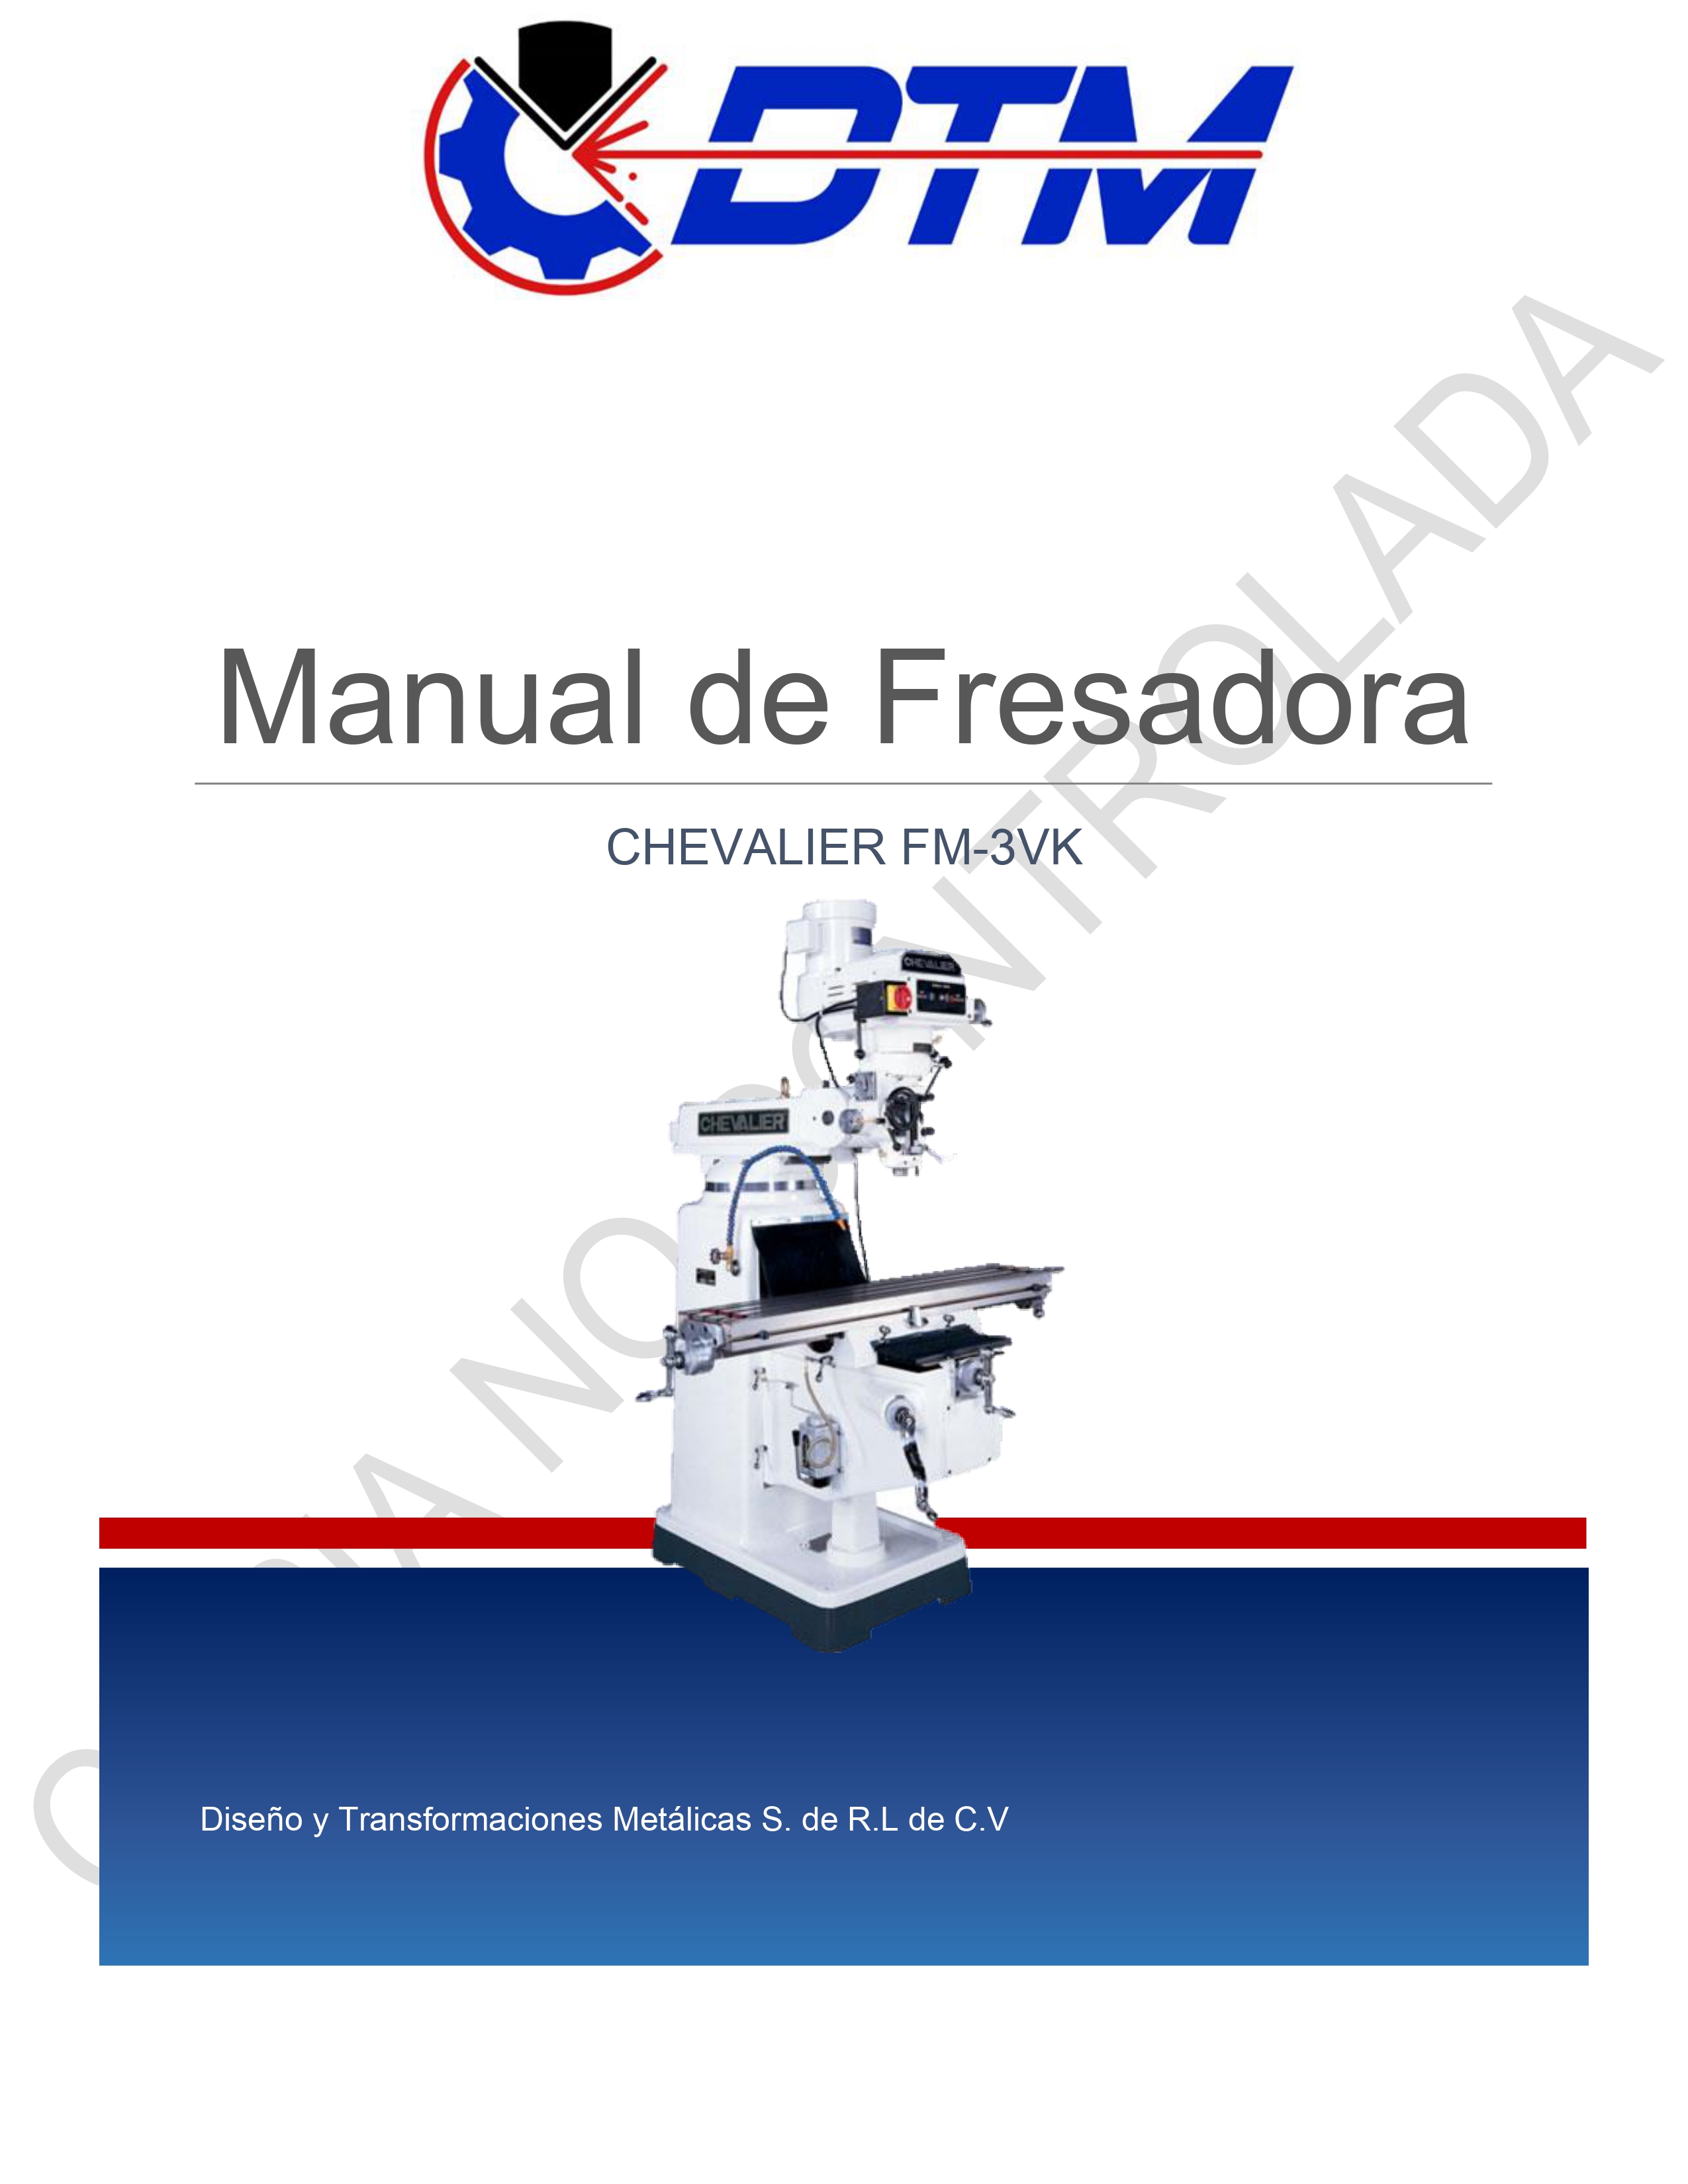 DTM
Manual de Fresadora
CHEVALIER FM-3VK
CHEVALIER
CHEVALIER
COPIA NO CONTROLADA
Diseño y Transformaciones Metálicas S. de R.L de C.V